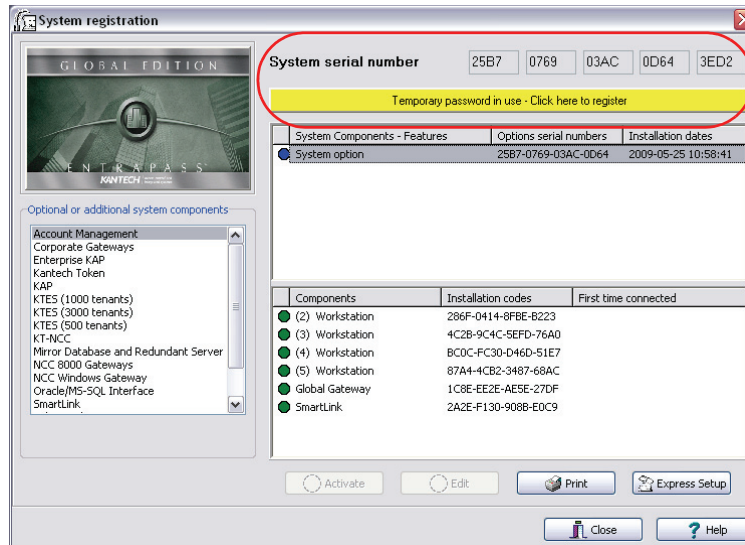 System registration
GLOBAL EDITION
ENTRAPASS
KANTECH
System serial number 25B7 0769 03AC 0D64 3ED2
Temporary password in use - Click here to register
System Components - Features Options serial numbers Installation dates
System option 25B7-0769-03AC-0D64 2009-05-25 10:58:41
Optional or additional system components
Account Management
Corporate Gateways
Enterprise KAP
Kantech Token
KAP
KTES (1000 tenants)
KTES (3000 tenants)
KTES (500 tenants)
KT-NCC
Mirror Database and Redundant Server
NCC 8000 Gateways
NCC Windows Gateway
Oracle/MS-SQL Interface
SmartLink
Components Installation codes First time connected
(2) Workstation 286F-0414-8FBE-B223
(3) Workstation 4C2B-9C4C-5EFD-76A0
(4) Workstation BC0C-FC30-D46D-51E7
(5) Workstation 87A4-4CB2-3487-68AC
Global Gateway 1C8E-EE2E-AE5E-27DF
SmartLink 2A2E-F130-908B-E0C9
Activate Edit Print Express Setup
Close Help